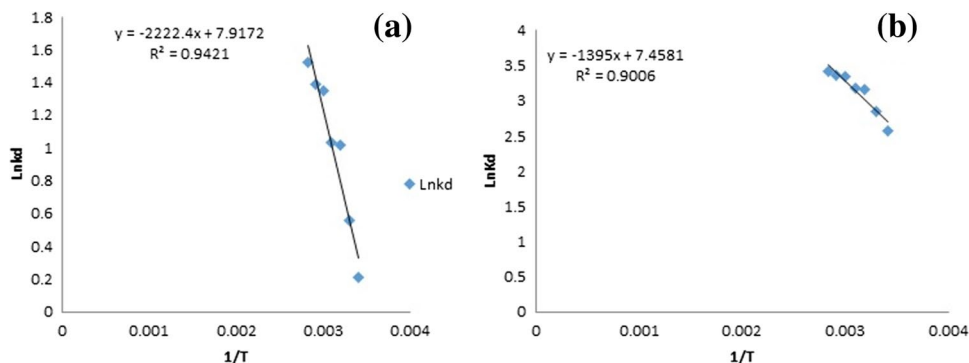 (a)
y = -2222.4x + 7.9172
R² = 0.9421
1.8
1.6
1.4
1.2
1
0.8
0.6
0.4
0.2
0
Lnkd
Lnkd
0 0.001 0.002 0.003 0.004
1/T
(b)
y = -1395x + 7.4581
R² = 0.9006
4
3.5
3
2.5
2
1.5
1
0.5
0
LnKd
0 0.001 0.002 0.003 0.004
1/T